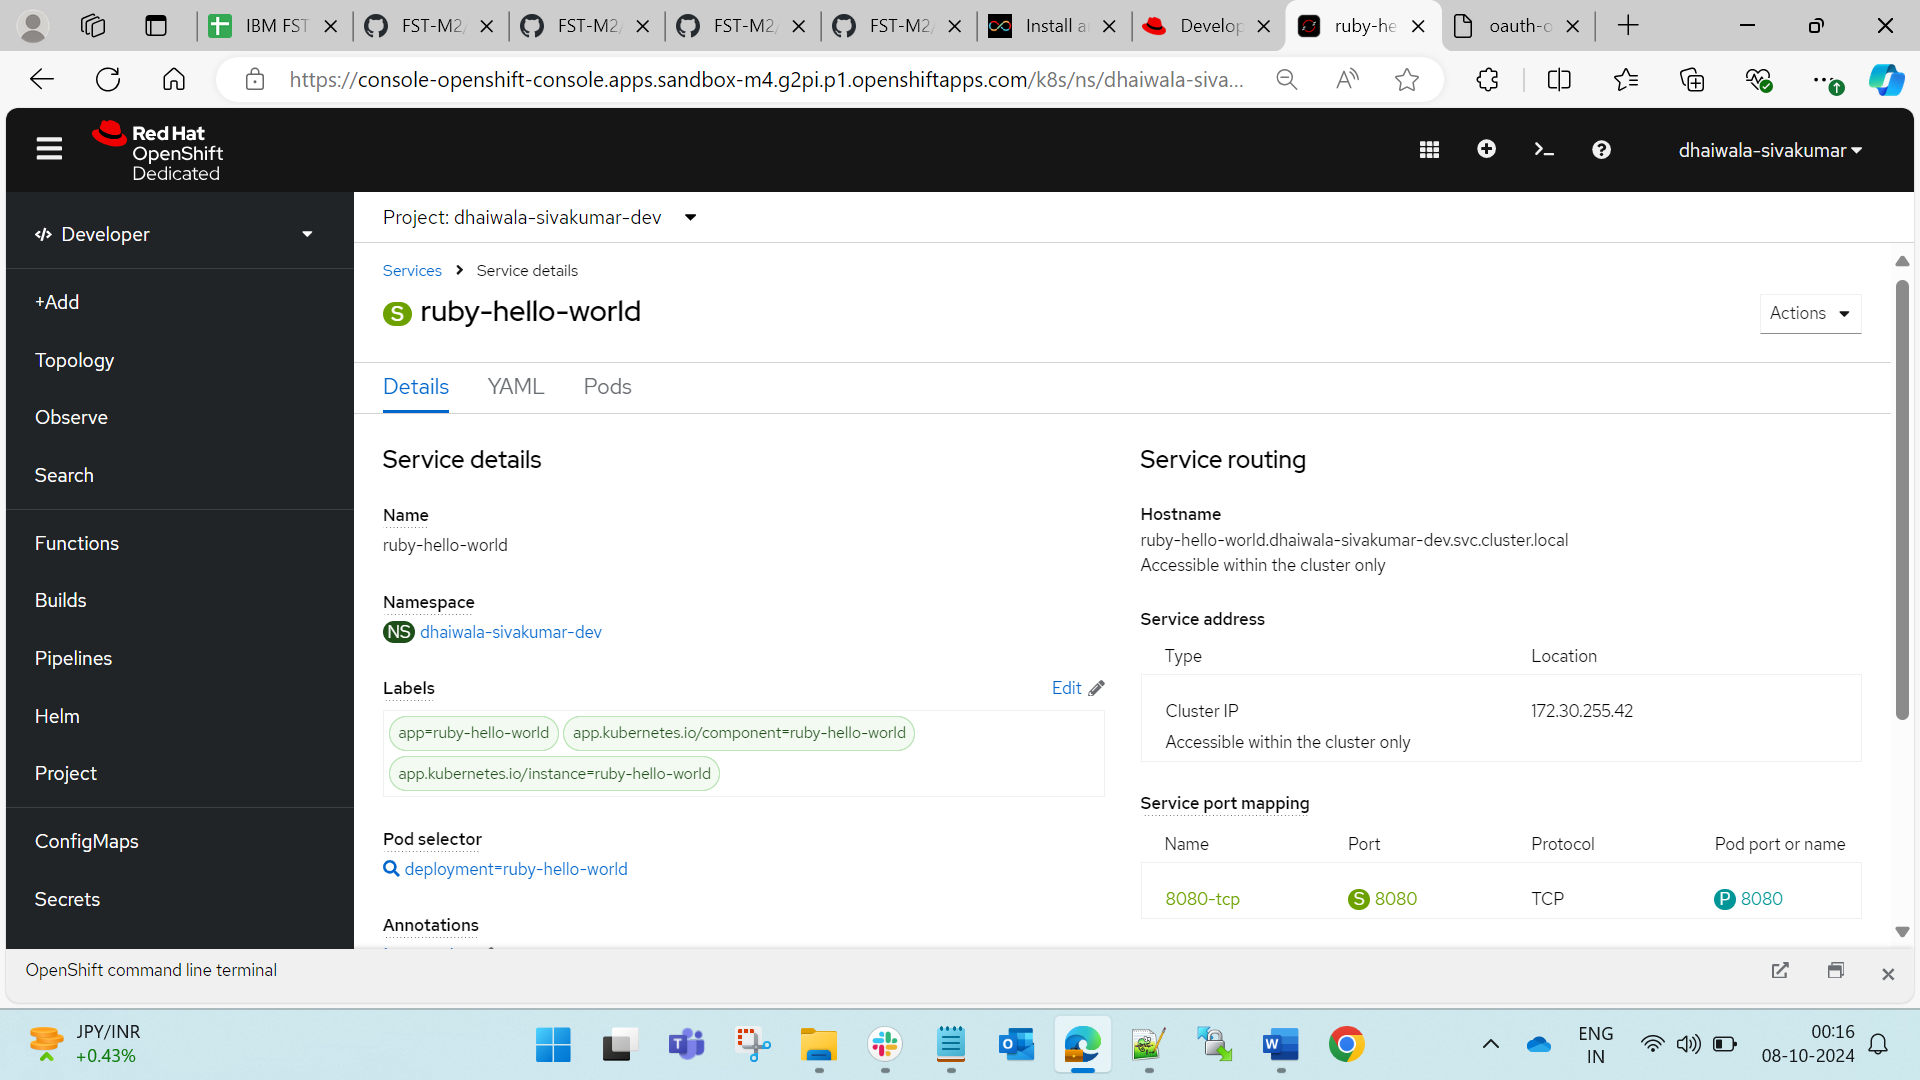 IBM FST
FST-M2/
FST-M2/
FST-M2/
FST-M2/
Install a
Develop
ruby-he
oauth-o
https://console-openshift-console.apps.sandbox-m4.g2pi.p1.openshiftapps.com/k8s/ns/dhaiwala-siva...
Red Hat
OpenShift
Dedicated
dhaiwala-sivakumar
Developer
+Add
Topology
Observe
Search
Functions
Builds
Pipelines
Helm
Project
ConfigMaps
Secrets
Project: dhaiwala-sivakumar-dev
Services > Service details
S ruby-hello-world
Actions
Details YAML Pods
Service details
Name
ruby-hello-world
Namespace
NS dhaiwala-sivakumar-dev
Labels Edit
app=ruby-hello-world app.kubernetes.io/component=ruby-hello-world
app.kubernetes.io/instance=ruby-hello-world
Pod selector
deployment=ruby-hello-world
Annotations
Service routing
Hostname
ruby-hello-world.dhaiwala-sivakumar-dev.svc.cluster.local
Accessible within the cluster only
Service address
Type Location
Cluster IP 172.30.255.42
Accessible within the cluster only
Service port mapping
Name Port Protocol Pod port or name
8080-tcp S 8080 TCP P 8080
OpenShift command line terminal
JPY/INR
+0.43%
ENG
IN
00:16
08-10-2024